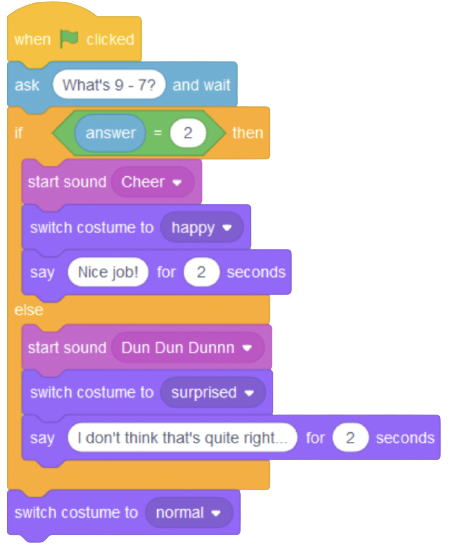 when clicked
ask What's 9 - 7? and wait
if answer = 2 then
start sound Cheer
switch costume to happy
say Nice job! for 2 seconds
else
start sound Dun Dun Dunnn
switch costume to surprised
say I don't think that's quite right... for 2 seconds
switch costume to normal